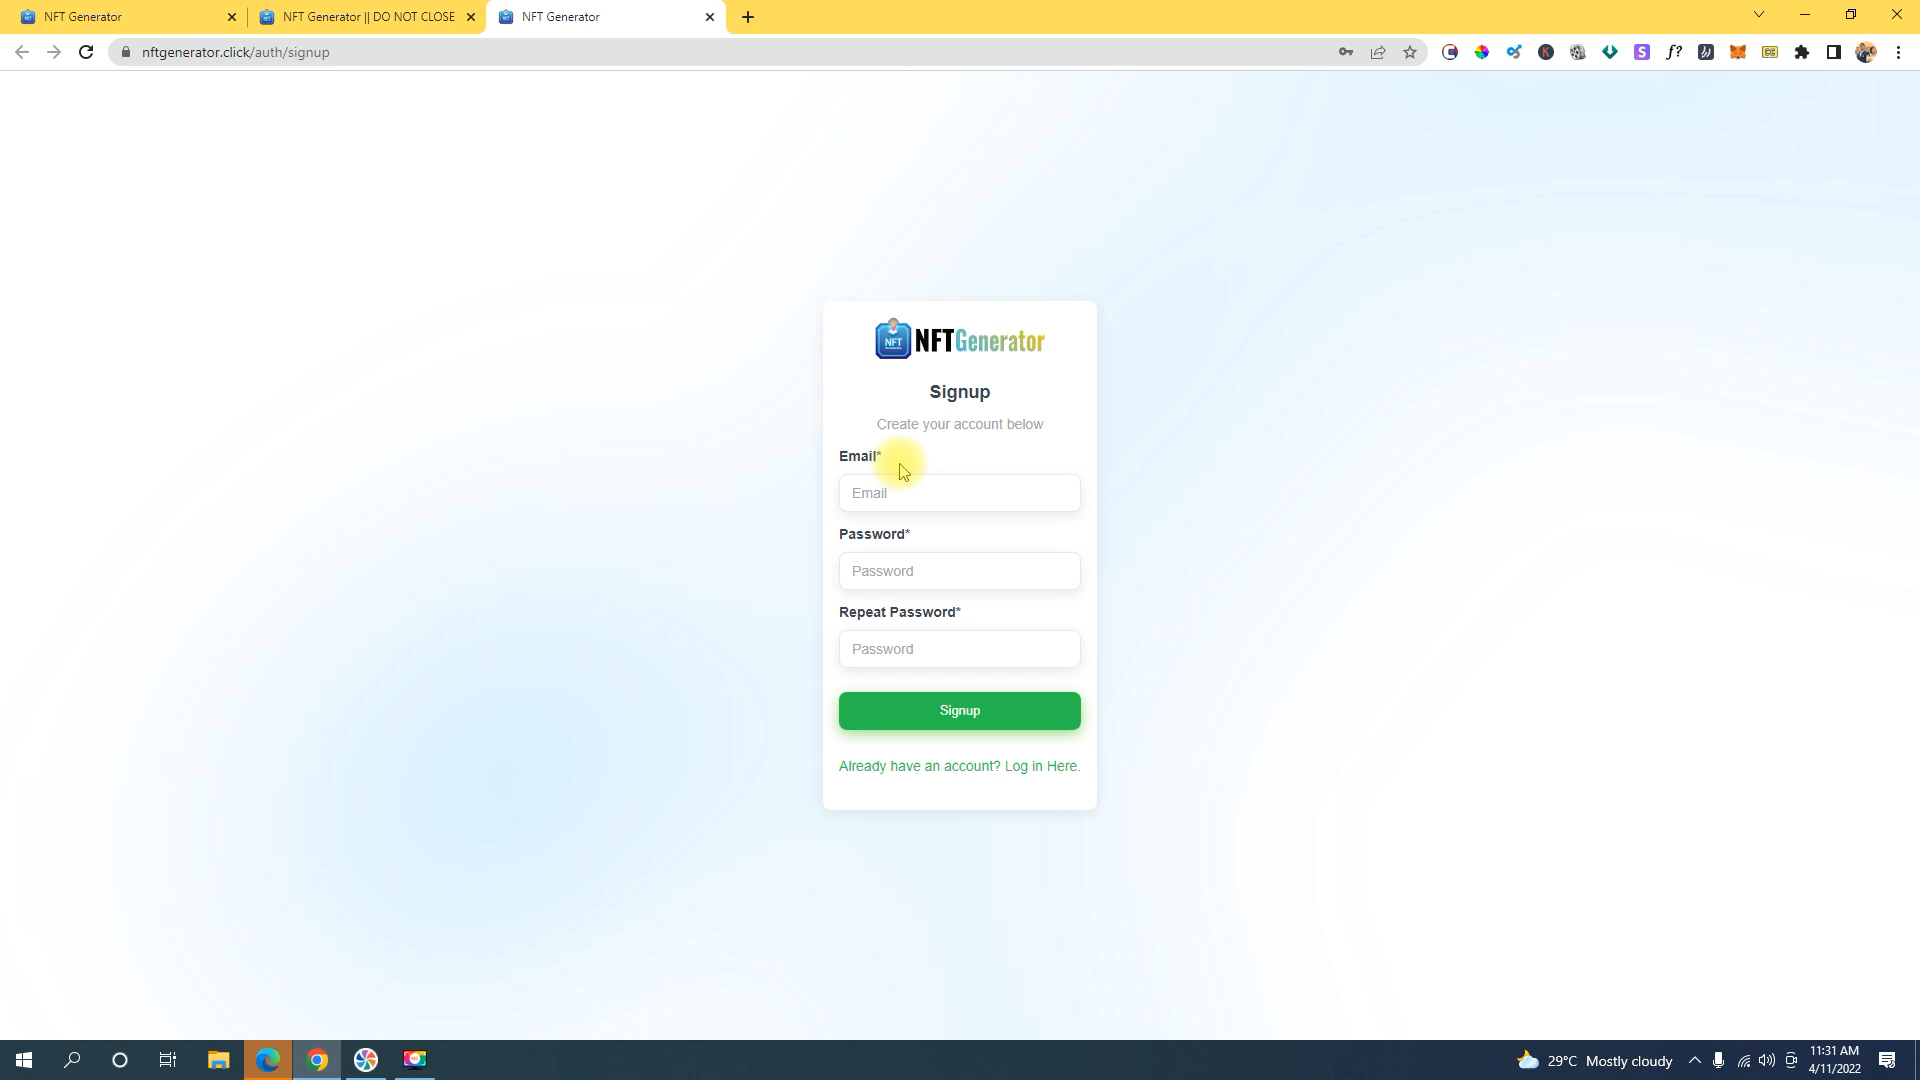 NFT Generator
NFT Generator || DO NOT CLOSE
NFT Generator
nftgenerator.click/auth/signup
NFT
NFTGenerator
Signup
Create your account below
Email*
Email
Password*
Password
Repeat Password*
Password
Signup
Already have an account? Log in Here.
29°C Mostly cloudy
11:31 AM
4/11/2022